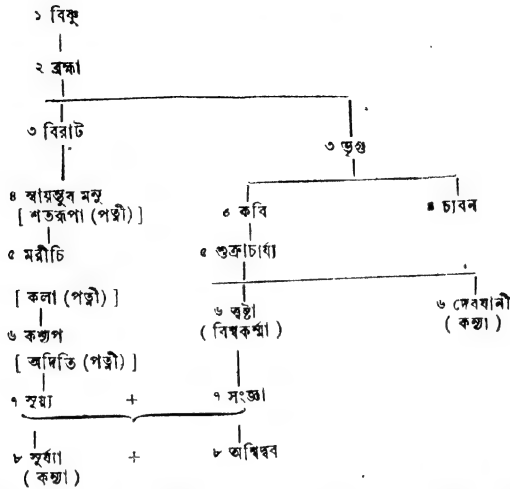 ১ বিষ্ণু
২ ব্রহ্মা
৩ বিরাট
৩ ভৃগু
৪ স্বায়ম্ভুব মনু
[ শতরূপা (পত্নী) ]
৪ কবি
৪ চ্যবন
৫ মরীচি
৫ শুক্রাচার্য্য
[ কলা (পত্নী) ]
৬ ত্বষ্টা
( বিশ্বকর্ম্মা )
৬ দেবযানী
( কন্যা )
৬ কশ্যপ
[ অদিতি (পত্নী) ]
৭ সূর্য্য + ৭ সংজ্ঞা
৮ সূর্য্যা + ৮ অশ্বিদ্বয়
( কন্যা )